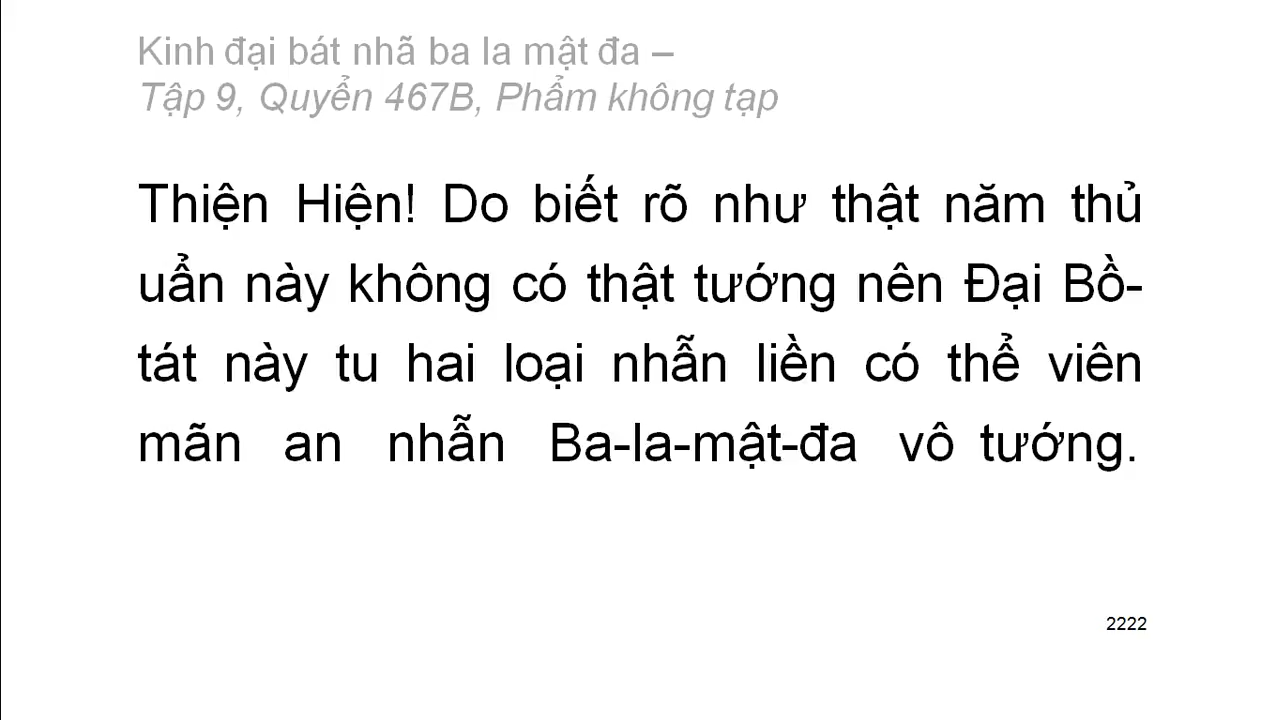 Kinh đại bát nhã ba la mật đa –
Tập 9, Quyển 467B, Phẩm không tạp
Thiện Hiện! Do biết rõ như thật năm thủ
uẩn này không có thật tướng nên Đại Bồ-
tát này tu hai loại nhẫn liền có thể viên
mãn an nhẫn Ba-la-mật-đa vô tướng.
2222